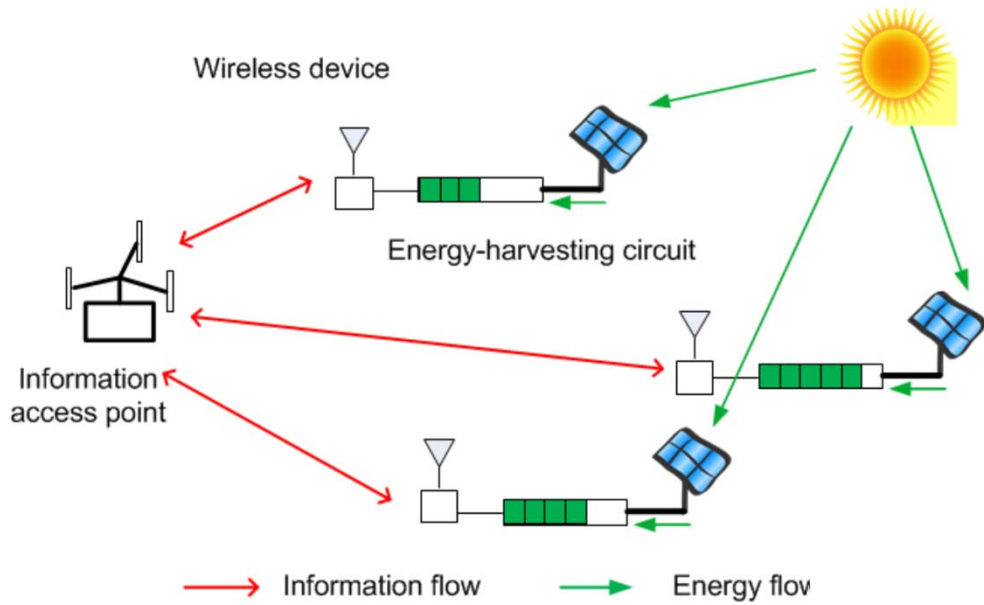 Wireless device
Energy-harvesting circuit
Information
access point
Information flow
Energy flow